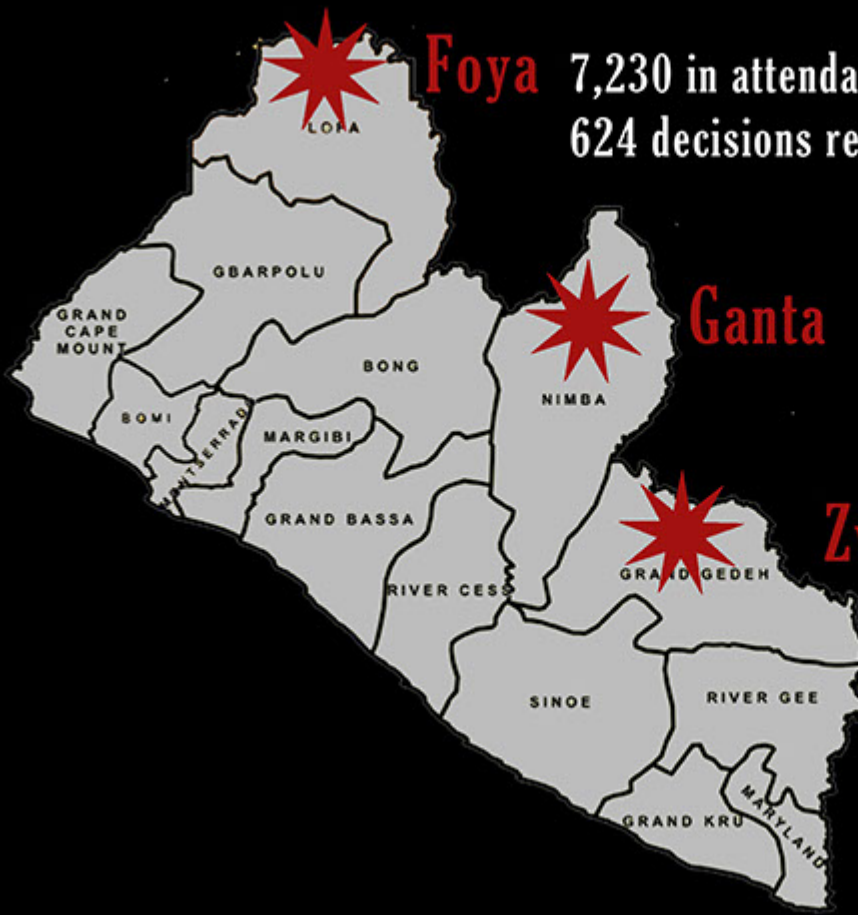 Foya
7,230 in attenda
624 decisions re
LOFA
GBARPOLU
GRAND
CAPE
MOUNT
Ganta
BONG
NIMBA
BOMI
MONTSERRAD
MARGIBI
GRAND BASSA
Z
GRAND GEDEH
RIVER CESS
SINOE
RIVER GEE
MARYLAND
GRAND KRU